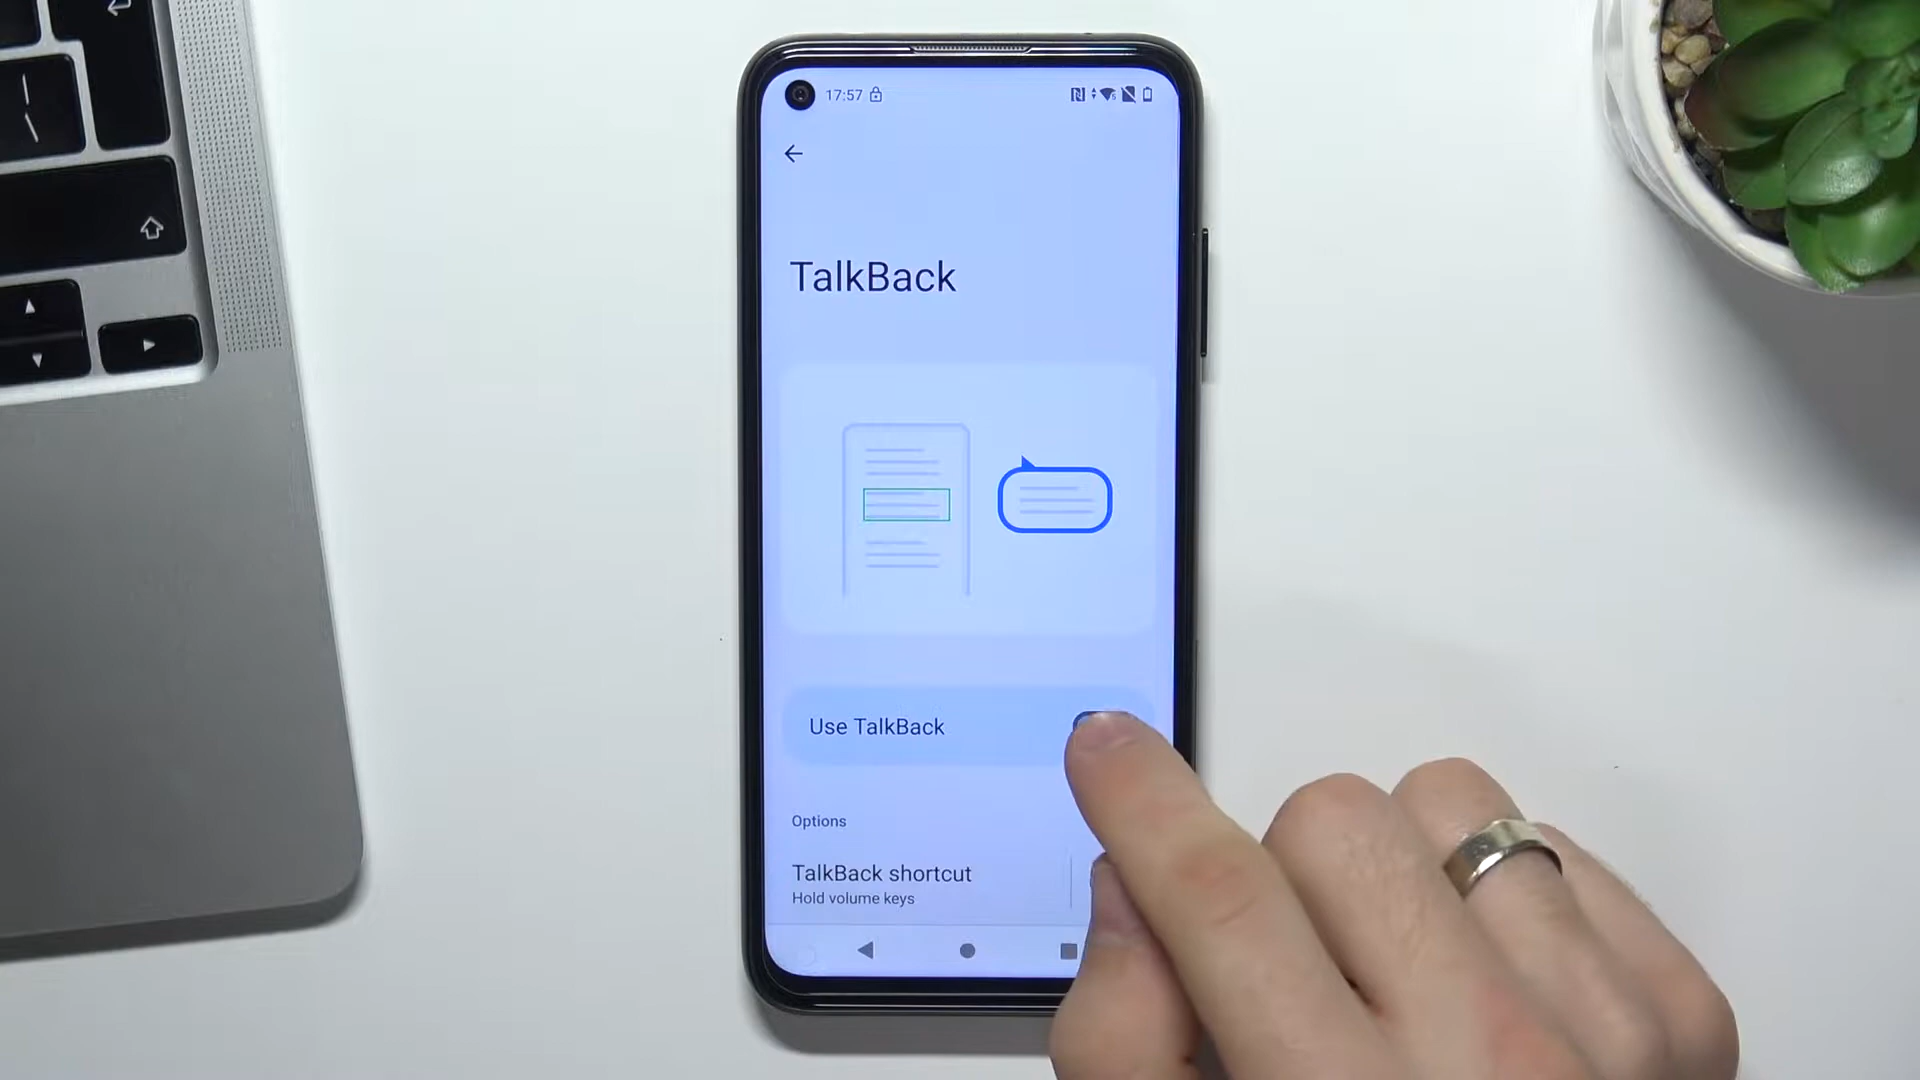 17:57
TalkBack
Use TalkBack
Options
TalkBack shortcut
Hold volume keys